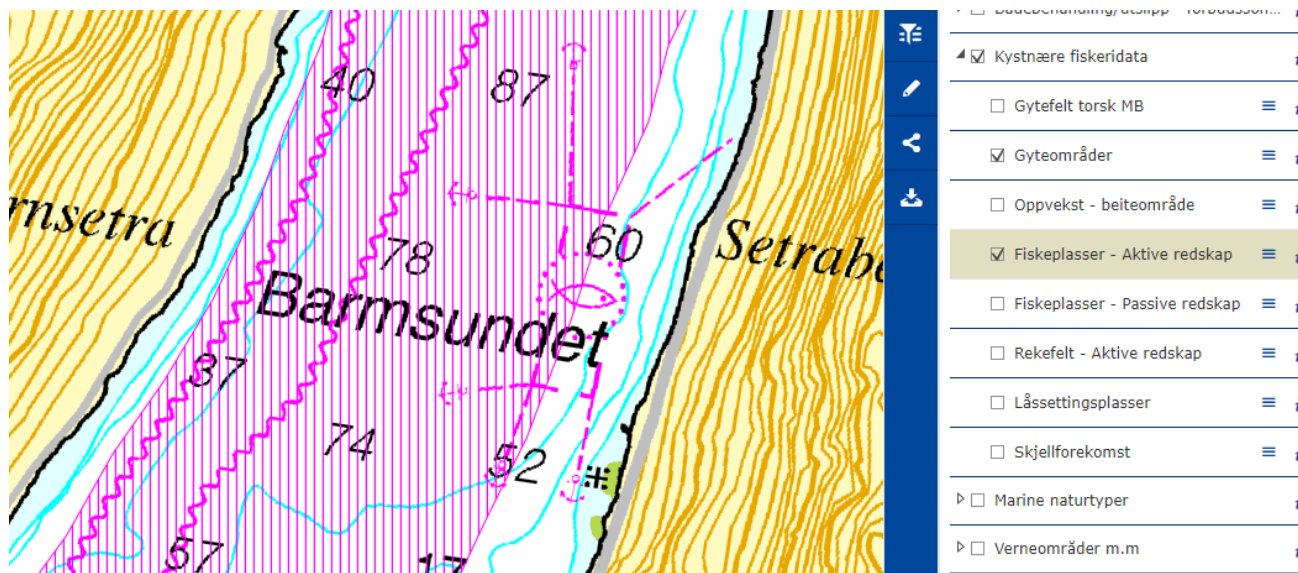 40
87
rnsetra
78
60
Setrabe
Barmsundet
37
74
52
57
Kystnære fiskeridata
Gytefelt torsk MB
Gyteområder
Oppvekst - beiteområde
Fiskeplasser - Aktive redskap
Fiskeplasser - Passive redskap
Rekefelt - Aktive redskap
Låssettingsplasser
Skjellforekomst
Marine naturtyper
Verneområder m.m